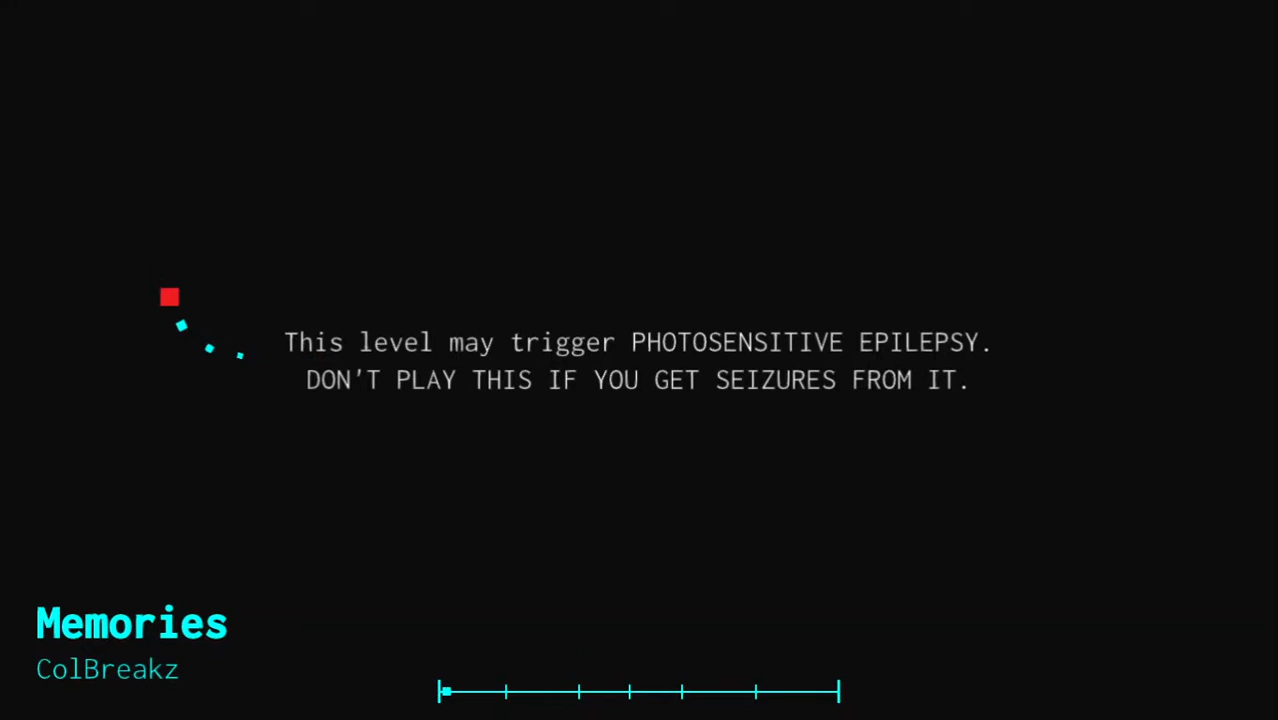 This level may trigger PHOTOSENSITIVE EPILEPSY.
DON'T PLAY THIS IF YOU GET SEIZURES FROM IT.
Memories
ColBreakz